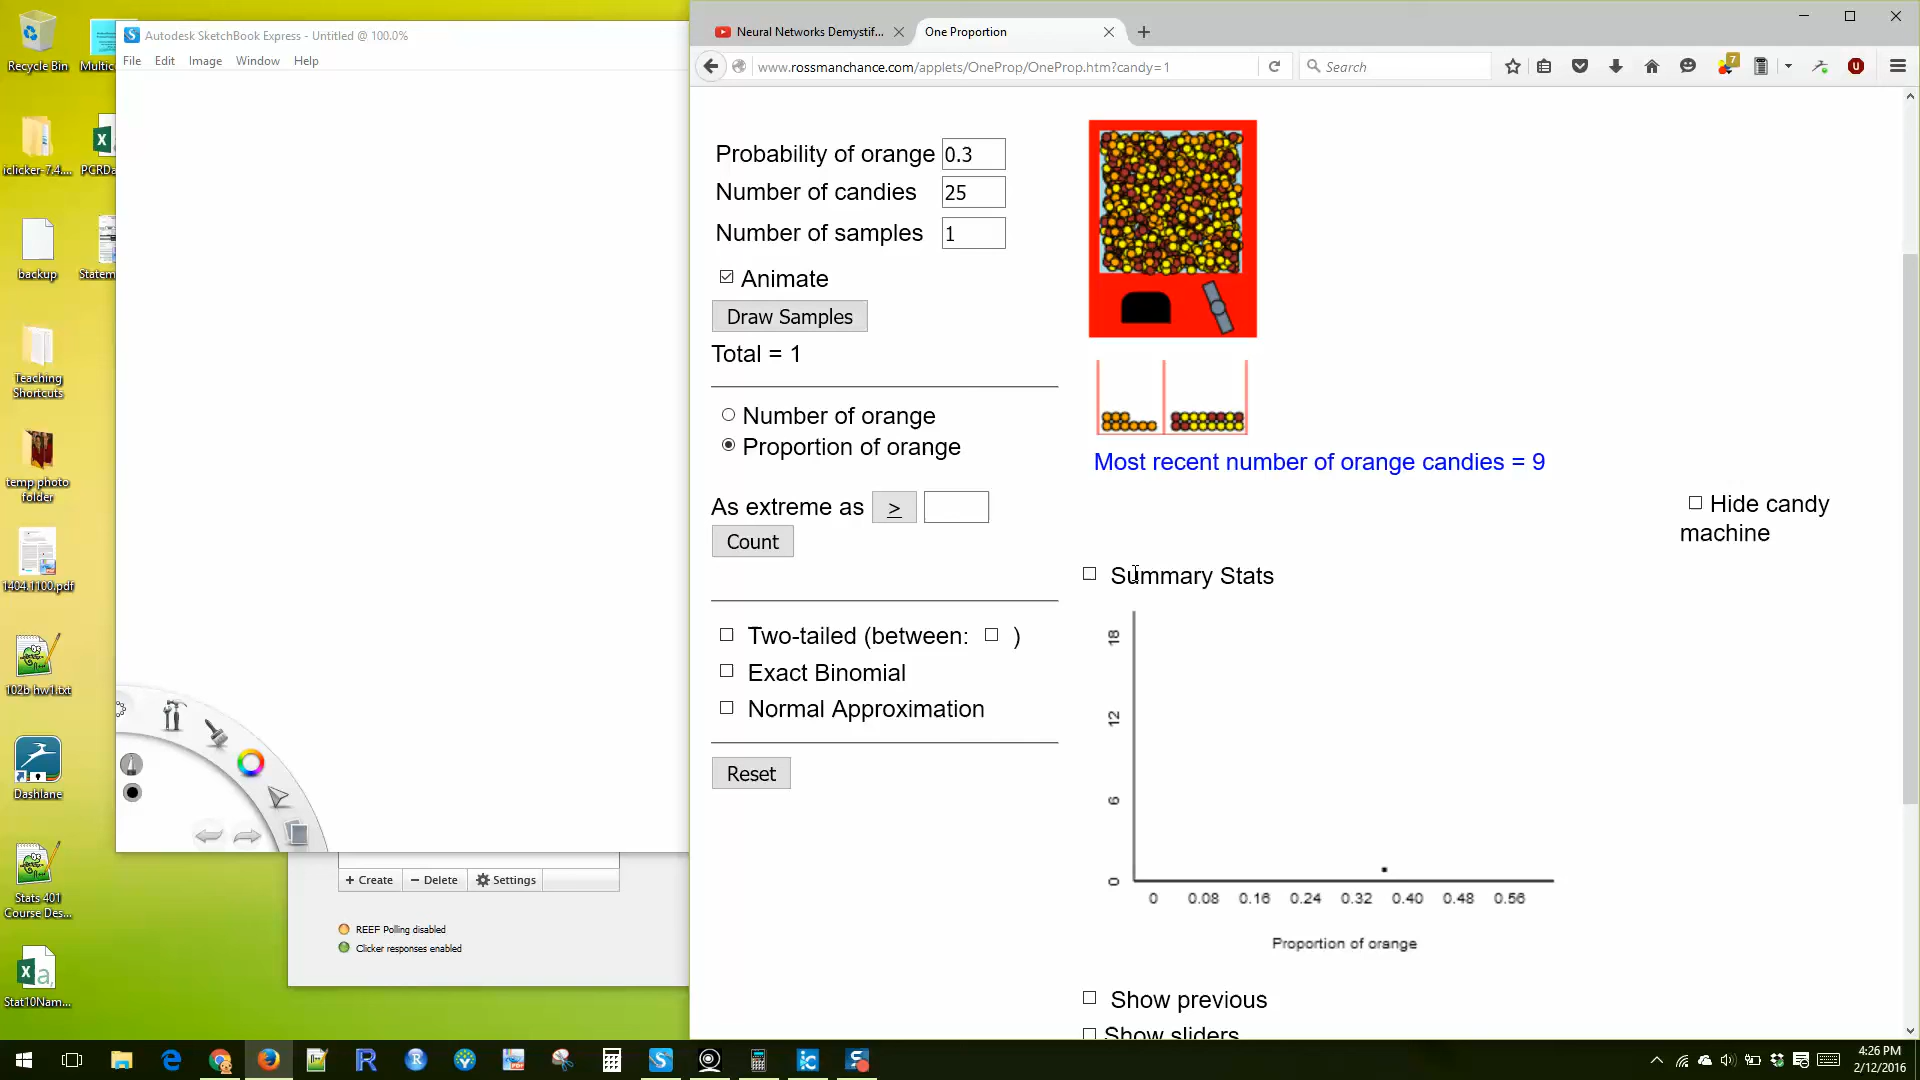 Recycle Bin
Multic
iclicker-7.4....
PCRDa
backup
Statem
Teaching
Shortcuts
temp photo
folder
1404.1100.pdf
102b hw1.txt
Dashlane
Stats 401
Course Des...
Stat10Nam...
Autodesk SketchBook Express - Untitled @ 100.0%
File Edit Image Window Help
+ Create − Delete Settings
REEF Polling disabled
Clicker responses enabled
Neural Networks Demystif...
One Proportion
www.rossmanchance.com/applets/OneProp/OneProp.htm?candy=1
Search
7
Probability of orange 0.3
Number of candies 25
Number of samples 1
Animate
Draw Samples
Total = 1
Number of orange
Proportion of orange
As extreme as ≥
Count
Two-tailed (between: )
Exact Binomial
Normal Approximation
Reset
Most recent number of orange candies = 9
Hide candy
machine
Summary Stats
18
12
6
0
0 0.08 0.16 0.24 0.32 0.40 0.48 0.56
Proportion of orange
Show previous
Show sliders
4:26 PM
2/12/2016